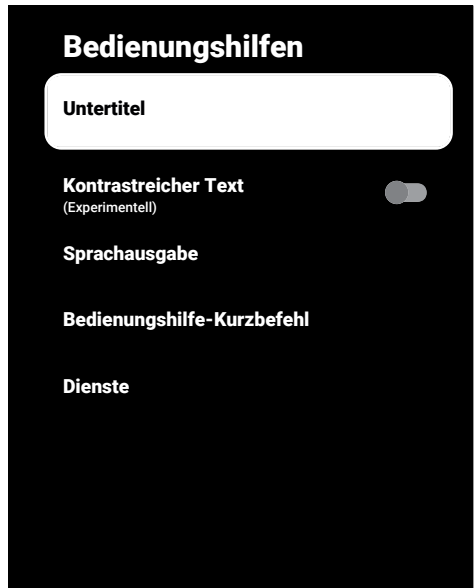 Bedienungshilfen
Untertitel
Kontrastreicher Text
(Experimentell)
Sprachausgabe
Bedienungshilfe-Kurzbefehl
Dienste